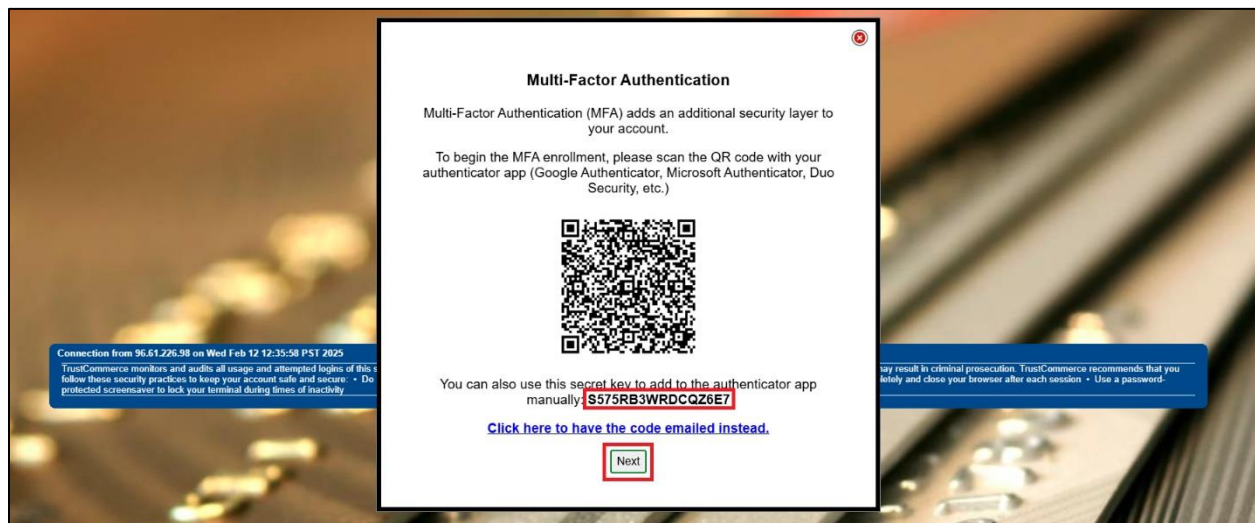 Multi-Factor Authentication
Multi-Factor Authentication (MFA) adds an additional security layer to
your account.
To begin the MFA enrollment, please scan the QR code with your
authenticator app (Google Authenticator, Microsoft Authenticator, Duo
Security, etc.)
Connection from 96.61.226.98 on Wed Feb 12 12:35:58 PST 2025
TrustCommerce monitors and audits all usage and attempted logins of this s
may result in criminal prosecution. TrustCommerce recommends that you
follow these security practices to keep your account safe and secure: • Do
letely and close your browser after each session • Use a password-
protected screensaver to lock your terminal during times of inactivity
You can also use this secret key to add to the authenticator app
manually: S575RB3WRDCQZ6E7
Click here to have the code emailed instead.
Next